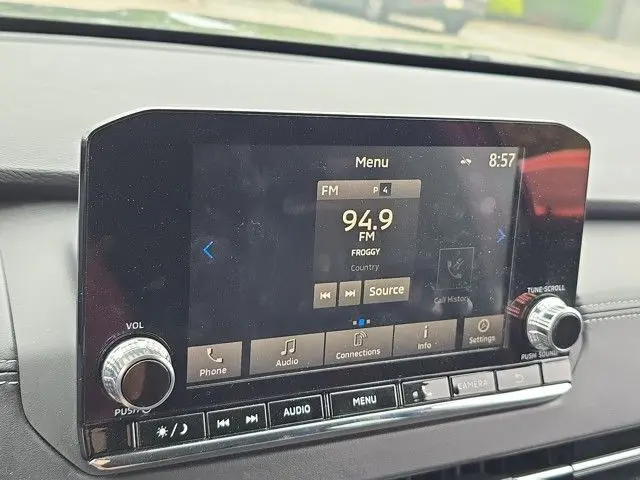 Menu
8:57
FM
P 4
94.9
FM
FROGGY
Country
Source
Call History
Phone
Audio
Connections
Info
Settings
VOL
PUSH
TUNE·SCROLL
PUSH SOUND
AUDIO
MENU
CAMERA